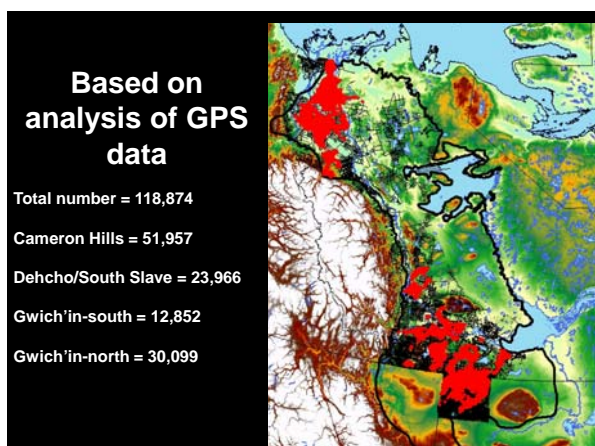 Based on
analysis of GPS
data
Total number = 118,874
Cameron Hills = 51,957
Dehcho/South Slave = 23,966
Gwich’in-south = 12,852
Gwich’in-north = 30,099